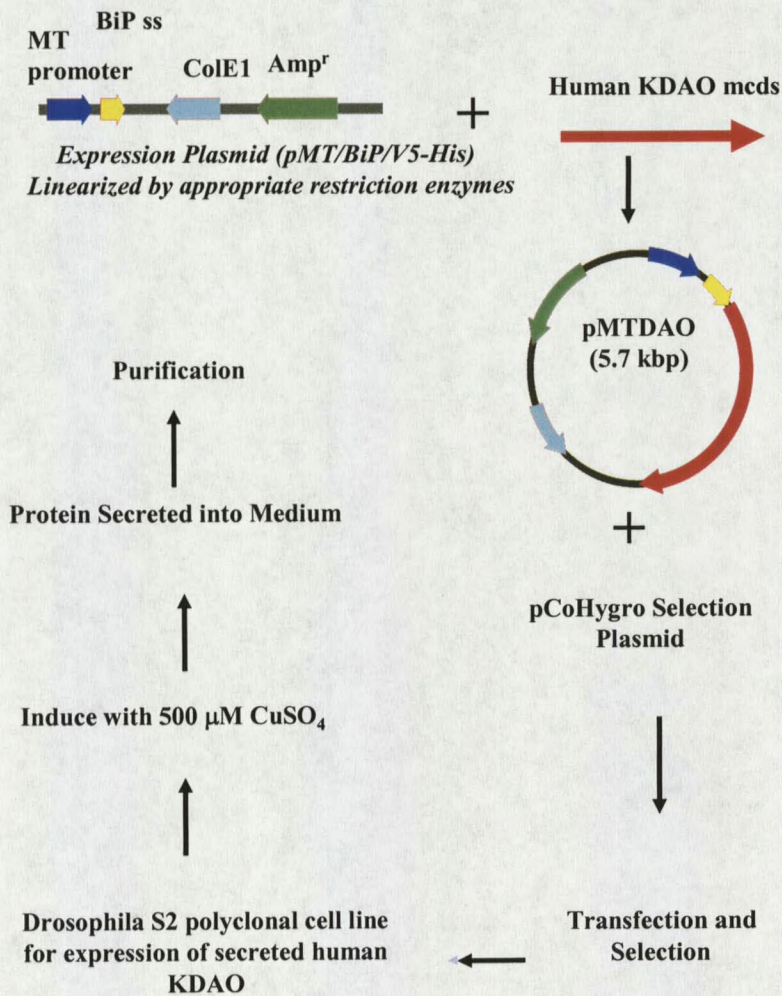 BiP ss
MT
promoter
ColE1
Ampʳ
+
Human KDAO mcds
Expression Plasmid (pMT/BiP/V5-His)
Linearized by appropriate restriction enzymes
pMTDAO
(5.7 kbp)
+
pCoHygro Selection
Plasmid
Transfection and
Selection
Drosophila S2 polyclonal cell line
for expression of secreted human
KDAO
Induce with 500 μM CuSO₄
Protein Secreted into Medium
Purification